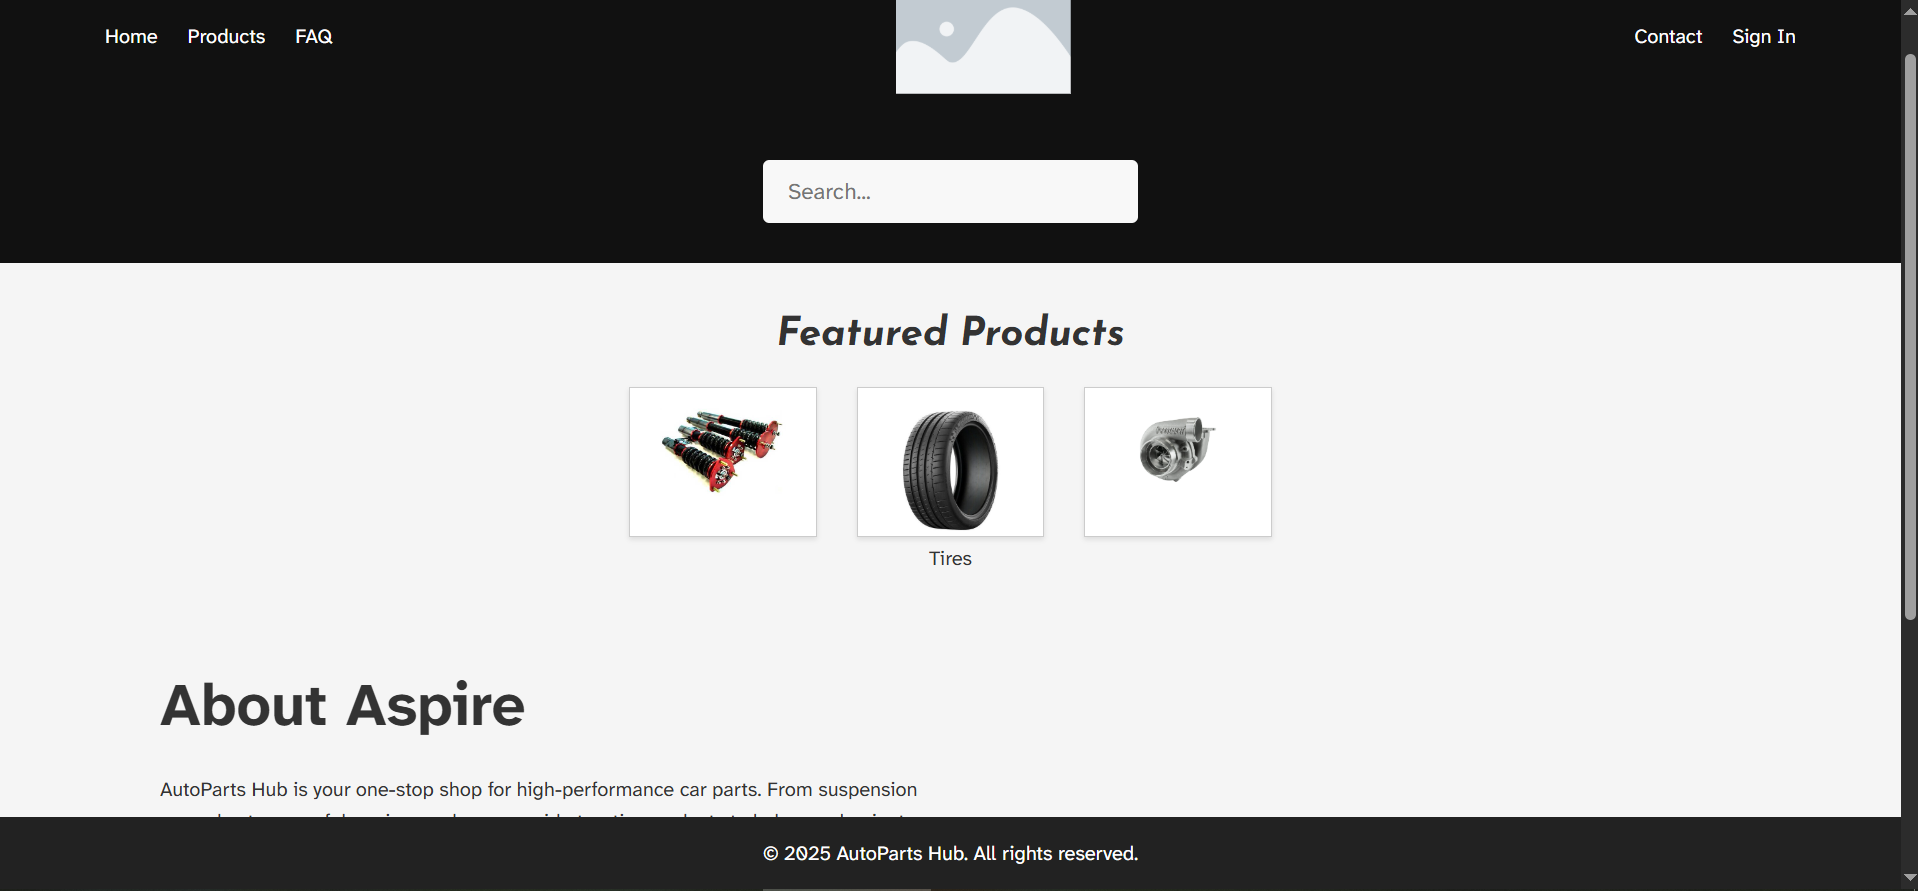 Home Products FAQ Contact Sign In
Search...
Featured Products
Tires
About Aspire
AutoParts Hub is your one-stop shop for high-performance car parts. From suspension
© 2025 AutoParts Hub. All rights reserved.